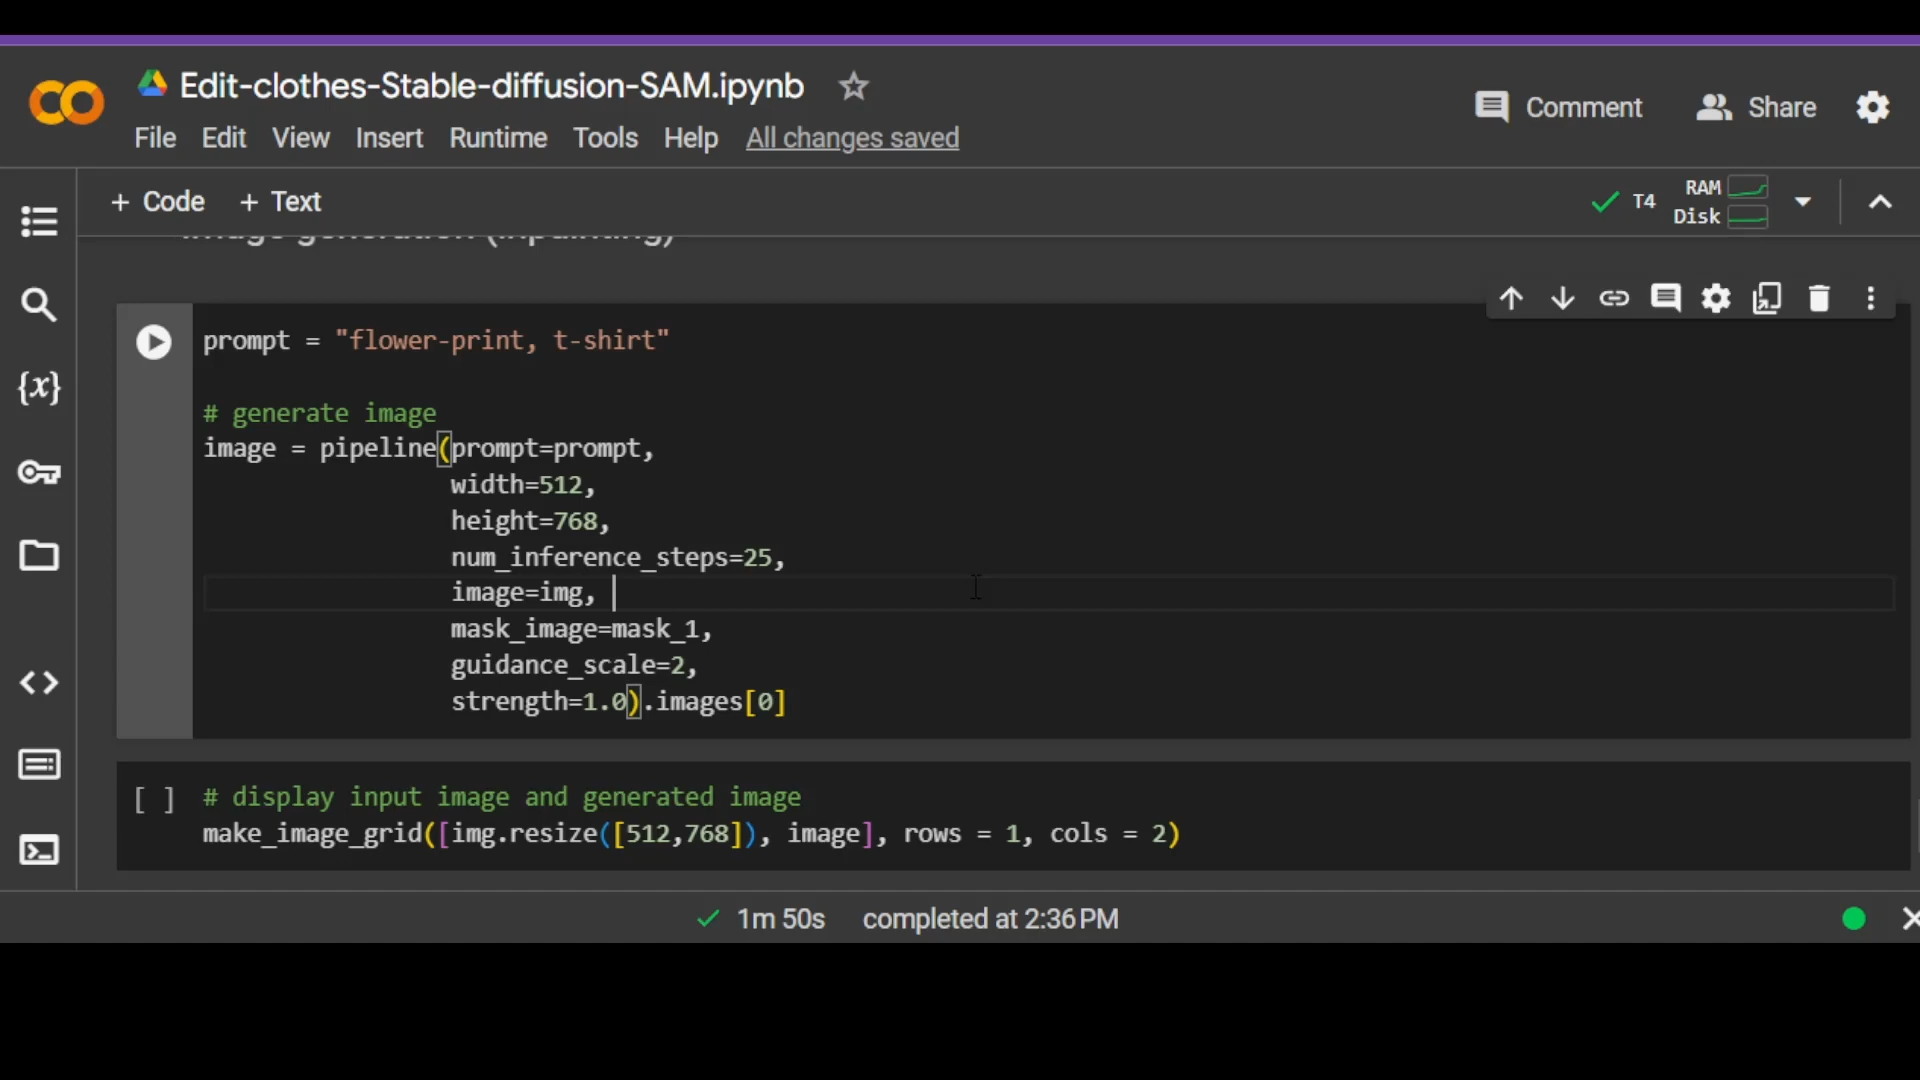 Edit-clothes-Stable-diffusion-SAM.ipynb
Comment Share
File Edit View Insert Runtime Tools Help All changes saved
+ Code + Text
T4 RAM
Disk
image generation (inpainting)
{x}
prompt = "flower-print, t-shirt"
# generate image
image = pipeline(prompt=prompt,
width=512,
height=768,
num_inference_steps=25,
image=img,
mask_image=mask_1,
guidance_scale=2,
strength=1.0).images[0]
[ ] # display input image and generated image
make_image_grid([img.resize([512,768]), image], rows = 1, cols = 2)
1m 50s completed at 2:36 PM